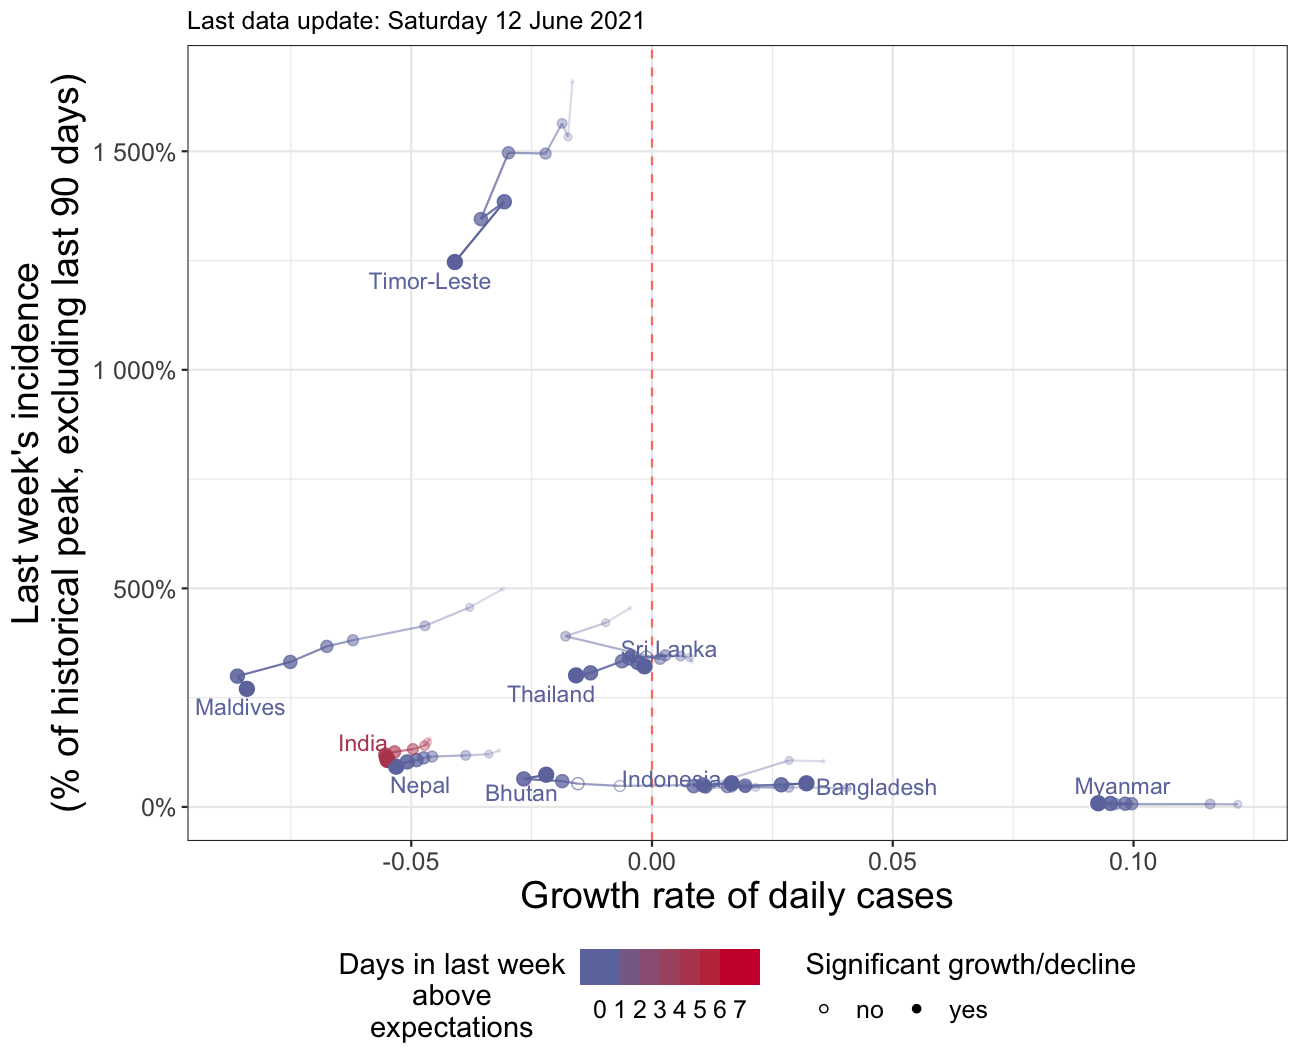 Last data update: Saturday 12 June 2021
Last week's incidence
(% of historical peak, excluding last 90 days)
1 500%
1 000%
500%
0%
Timor-Leste
Sri Lanka
Thailand
Maldives
India
Nepal
Bhutan
Indonesia
Bangladesh
Myanmar
-0.05
0.00
0.05
0.10
Growth rate of daily cases
Days in last week
above
expectations
0 1 2 3 4 5 6 7
Significant growth/decline
no
yes